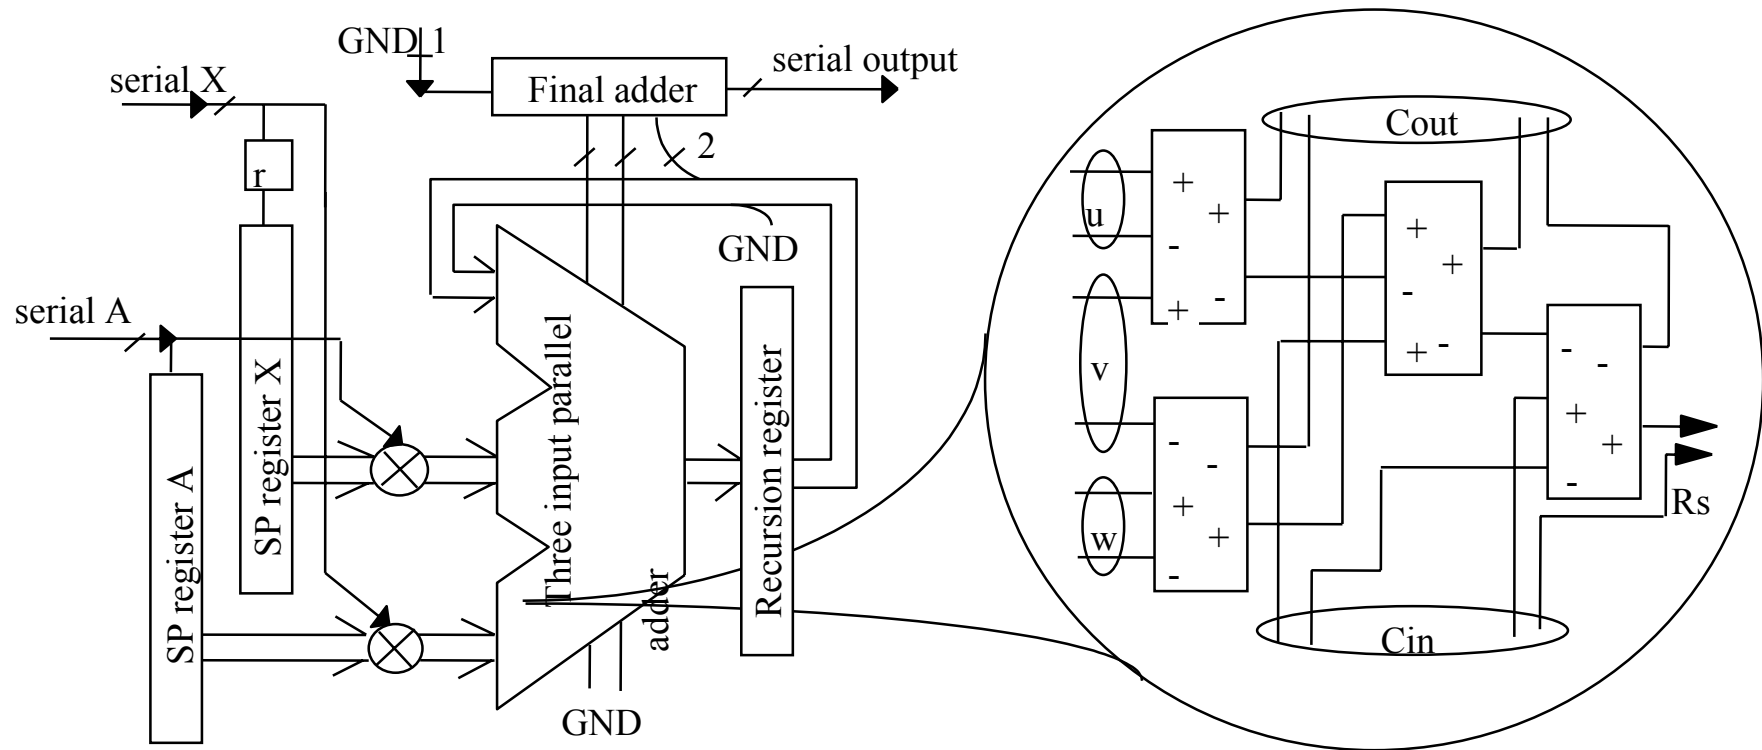 GND 1
serial X
Final adder
serial output
2
r
GND
serial A
SP register X
SP register A
Three input parallel
adder
Recursion register
GND
Cout
u
v
w
+
-
+
+
-
-
+
-
-
+
+
-
+
-
+
-
+
-
-
+
Rs
Cin